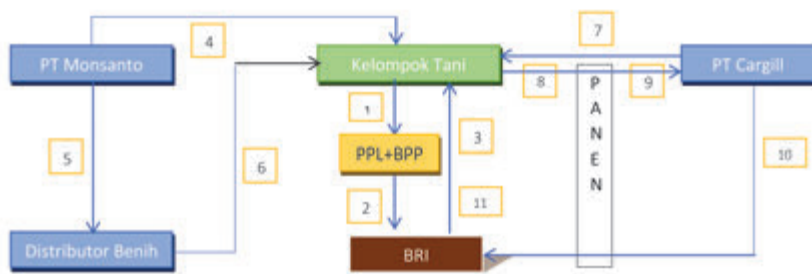 4
7
PT Monsanto
Kelompok Tani
PT Cargill
8
9
1
3
PANEN
5
6
PPL+BPP
10
2
11
Distributor Benih
BRI